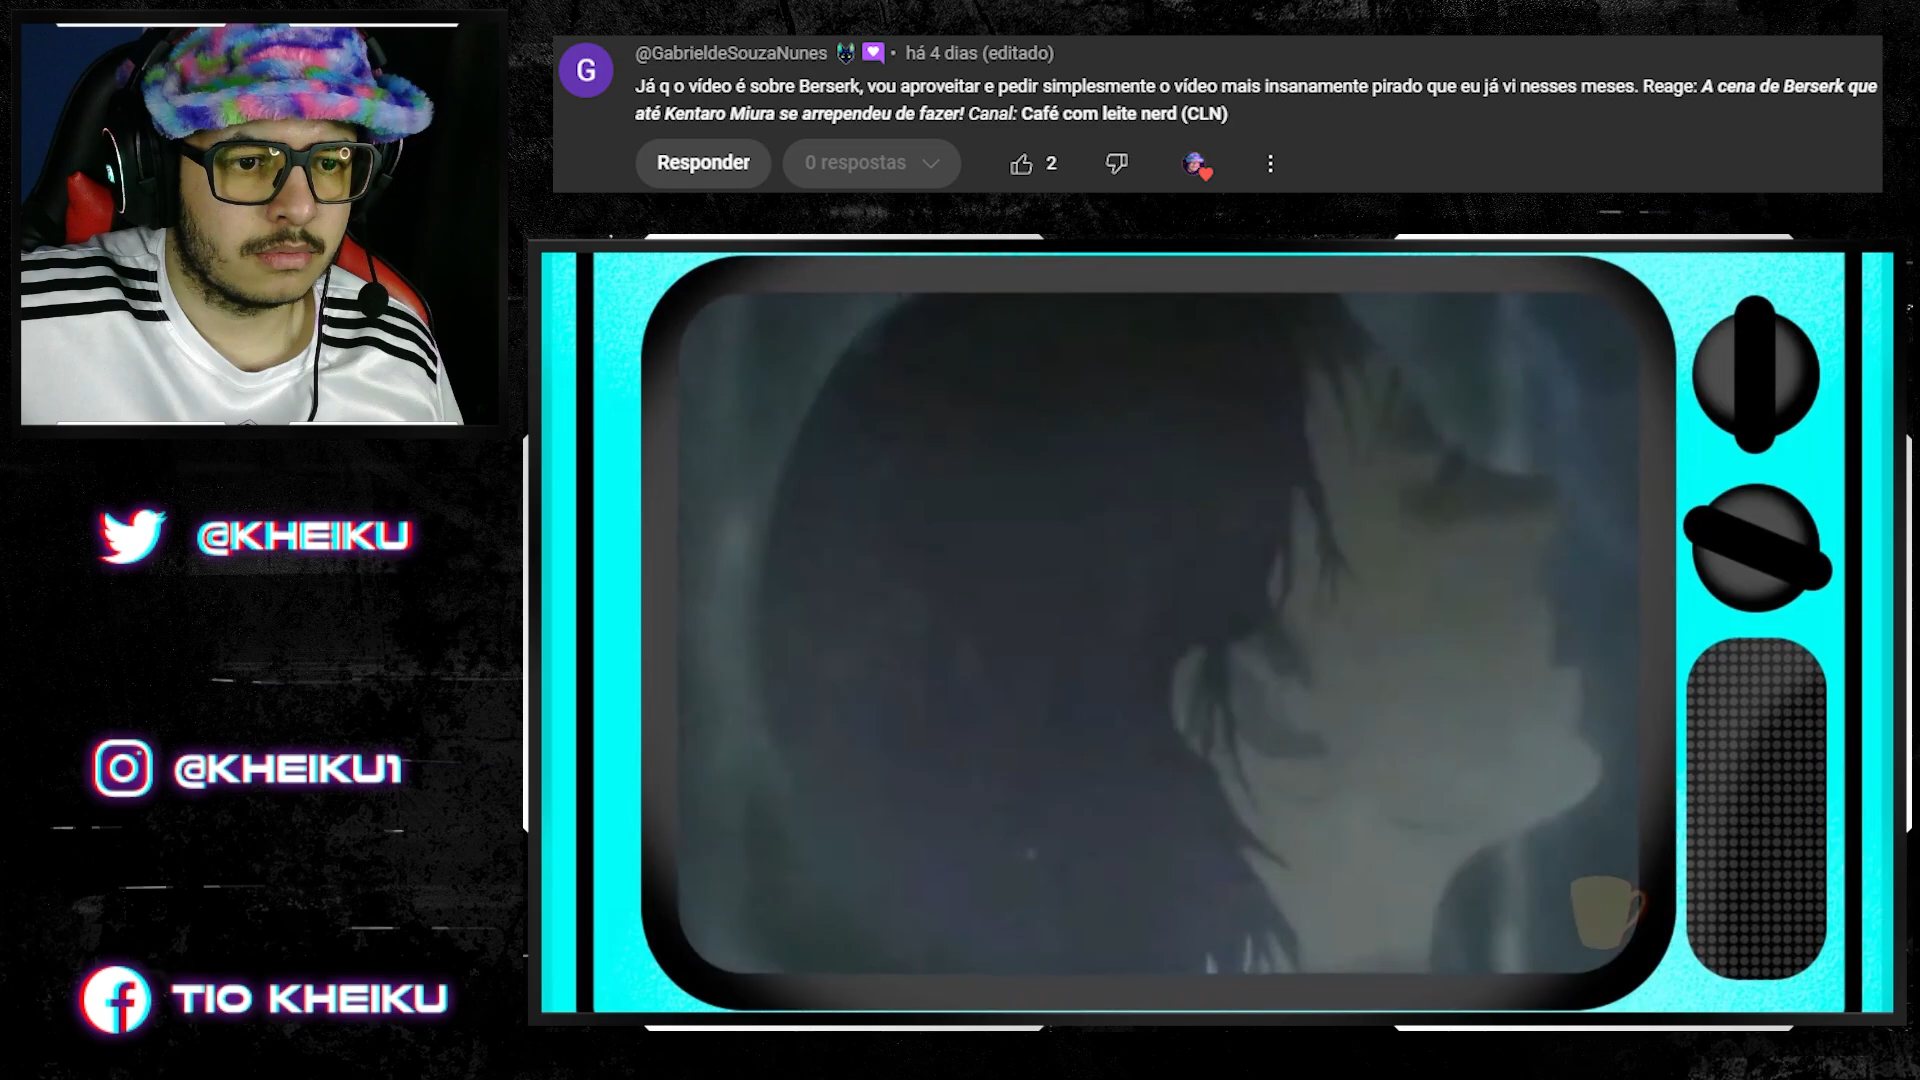 G
@GabrieldeSouzaNunes • há 4 dias (editado)
Já q o vídeo é sobre Berserk, vou aproveitar e pedir simplesmente o vídeo mais insanamente pirado que eu já vi nesses meses. Reage: A cena de Berserk que
até Kentaro Miura se arrependeu de fazer! Canal: Café com leite nerd (CLN)
Responder
0 respostas
2
@KHEIKU
@KHEIKU1
TIO KHEIKU